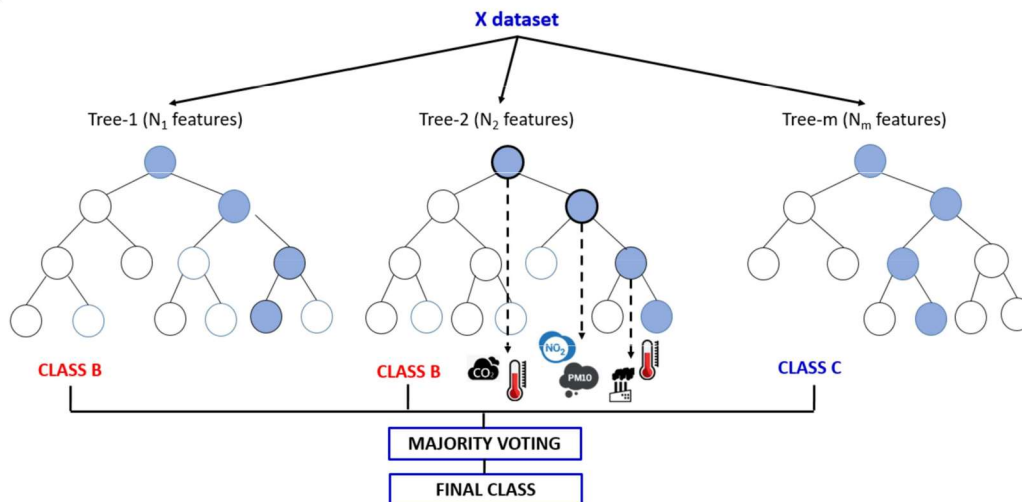 X dataset
Tree-1 (N₁ features)
Tree-2 (N₂ features)
Tree-m (Nₘ features)
NO₂
CO₂
PM10
CLASS B
CLASS B
CLASS C
MAJORITY VOTING
FINAL CLASS